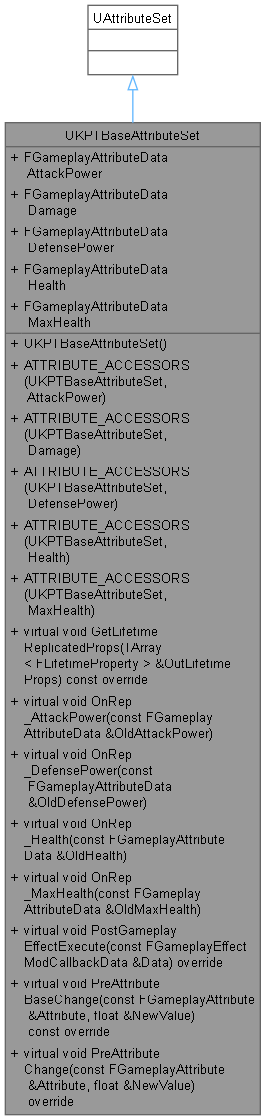 UAttributeSet
UKPTBaseAttributeSet
+ FGameplayAttributeData
AttackPower
+ FGameplayAttributeData
Damage
+ FGameplayAttributeData
DefensePower
+ FGameplayAttributeData
Health
+ FGameplayAttributeData
MaxHealth
+ UKPTBaseAttributeSet()
+ ATTRIBUTE_ACCESSORS
(UKPTBaseAttributeSet,
AttackPower)
+ ATTRIBUTE_ACCESSORS
(UKPTBaseAttributeSet,
Damage)
+ ATTRIBUTE_ACCESSORS
(UKPTBaseAttributeSet,
DefensePower)
+ ATTRIBUTE_ACCESSORS
(UKPTBaseAttributeSet,
Health)
+ ATTRIBUTE_ACCESSORS
(UKPTBaseAttributeSet,
MaxHealth)
+ virtual void GetLifetime
ReplicatedProps(TArray
< FLifetimeProperty > &OutLifetime
Props) const override
+ virtual void OnRep
_AttackPower(const FGameplay
AttributeData &OldAttackPower)
+ virtual void OnRep
_DefensePower(const
FGameplayAttributeData
&OldDefensePower)
+ virtual void OnRep
_Health(const FGameplayAttribute
Data &OldHealth)
+ virtual void OnRep
_MaxHealth(const FGameplay
AttributeData &OldMaxHealth)
+ virtual void PostGameplay
EffectExecute(const FGameplayEffect
ModCallbackData &Data) override
+ virtual void PreAttribute
BaseChange(const FGameplayAttribute
&Attribute, float &NewValue)
const override
+ virtual void PreAttribute
Change(const FGameplayAttribute
&Attribute, float &NewValue)
override